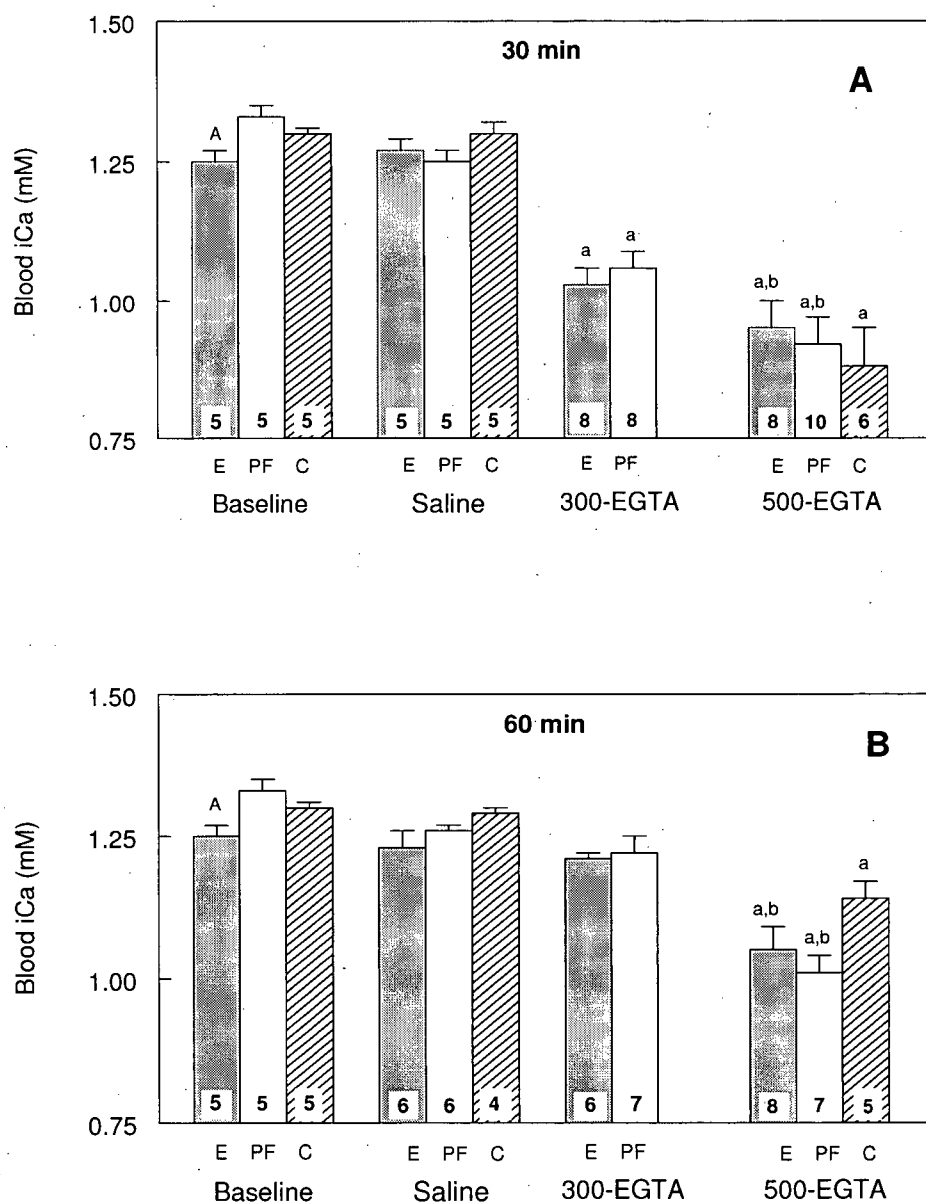 1.50
30 min
A
A
1.25
a
a
a,b
a,b
a
1.00
Blood iCa (mM)
5 5 5 5 5 5 8 8 8 10 6
0.75
E PF C E PF C E PF E PF C
Baseline Saline 300-EGTA 500-EGTA
1.50
60 min
B
A
1.25
a
a,b
a,b
1.00
Blood iCa (mM)
5 5 5 6 6 4 6 7 8 7 5
0.75
E PF C E PF C E PF E PF C
Baseline Saline 300-EGTA 500-EGTA